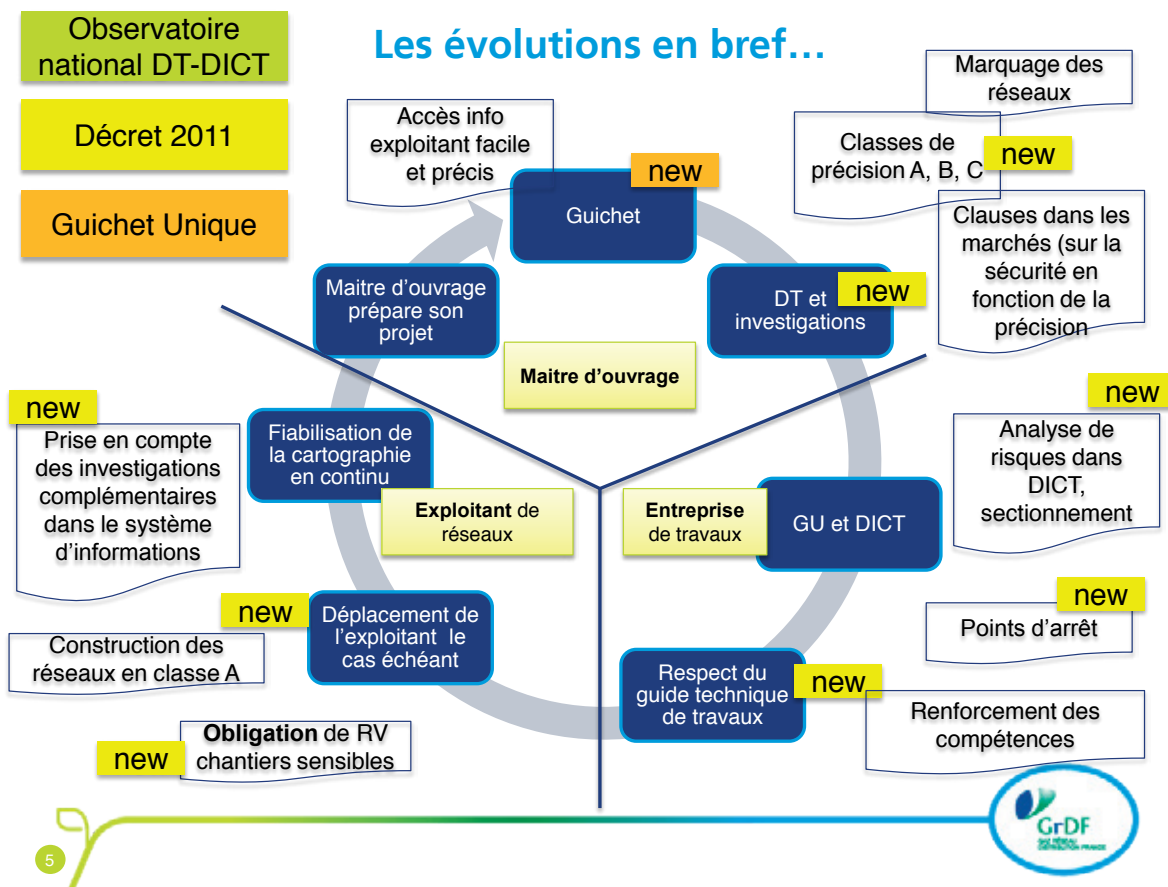 Observatoire
national DT-DICT
Décret 2011
Guichet Unique
Les évolutions en bref…
Accès info
exploitant facile
et précis
new
Guichet
Marquage des
réseaux
Classes de
précision A, B, C
new
Clauses dans les
marchés (sur la
sécurité en
fonction de la
précision
Maitre d’ouvrage
prépare son
projet
DT et
investigations
new
Maitre d’ouvrage
new
Prise en compte
des investigations
complémentaires
dans le système
d’informations
Fiabilisation de
la cartographie
en continu
Exploitant de
réseaux
Entreprise
de travaux
GU et DICT
new
Analyse de
risques dans
DICT,
sectionnement
new
Déplacement de
l’exploitant le
cas échéant
Construction des
réseaux en classe A
new
Points d’arrêt
Respect du
guide technique
de travaux
new
Renforcement des
compétences
new
Obligation de RV
chantiers sensibles
5
GrDF
GAZ RÉSEAU
DISTRIBUTION FRANCE